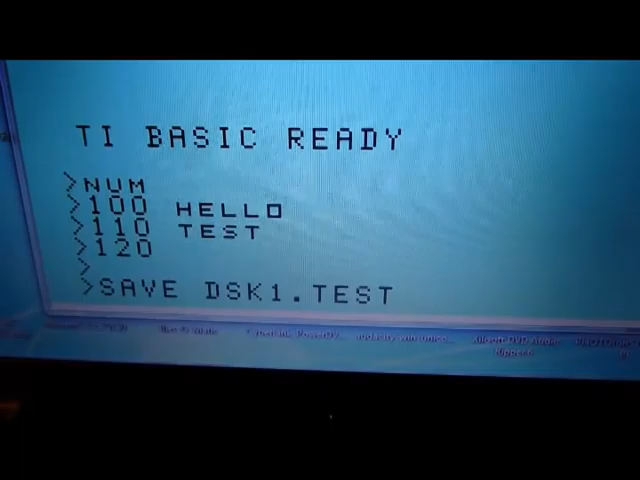 TI BASIC READY
>NUM
>100 HELLO
>110 TEST
>120
>
>SAVE DSK1.TEST